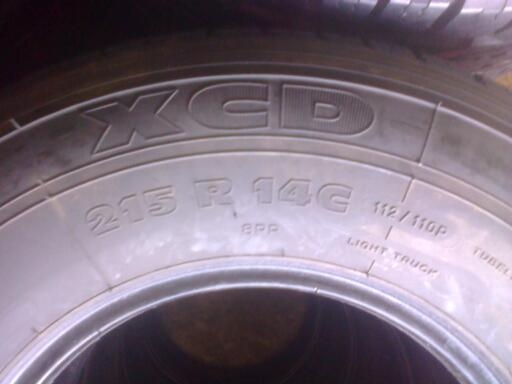 XCD
215 R 14C 112/110P
8PR
LIGHT TRUCK